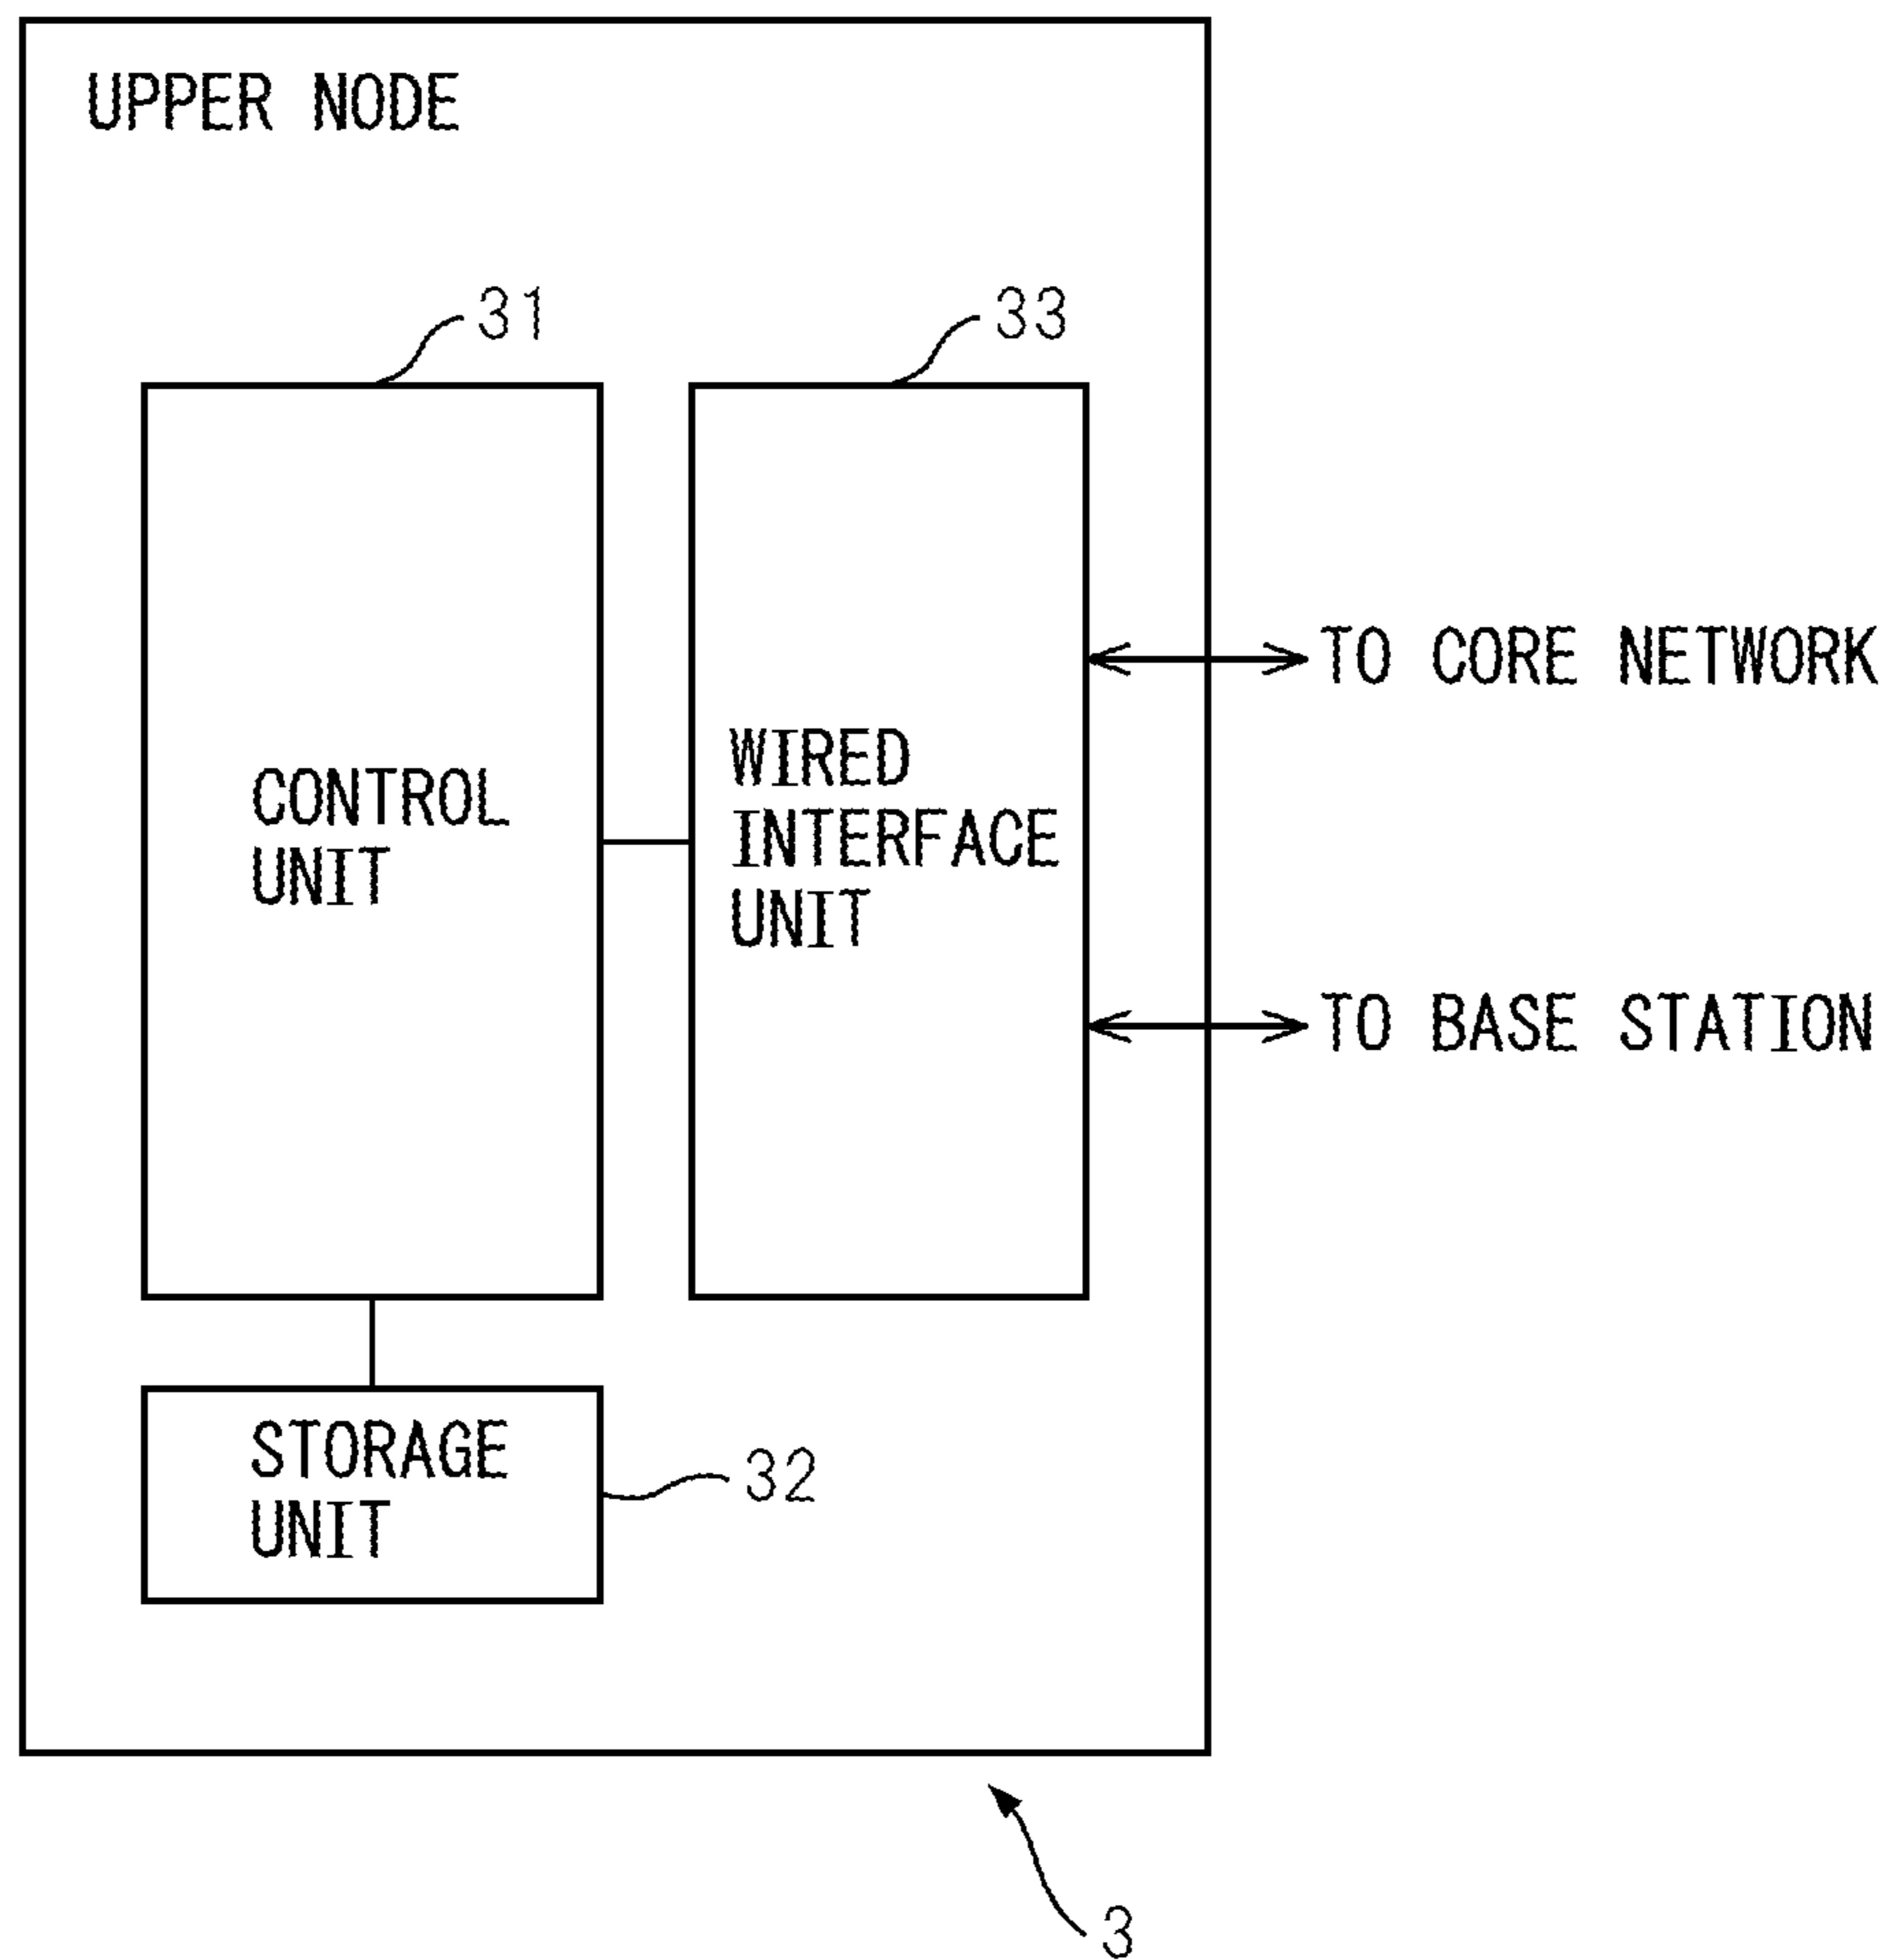 UPPER NODE
31
33
TO CORE NETWORK
WIRED
INTERFACE
UNIT
CONTROL
UNIT
TO BASE STATION
STORAGE
UNIT
32
3